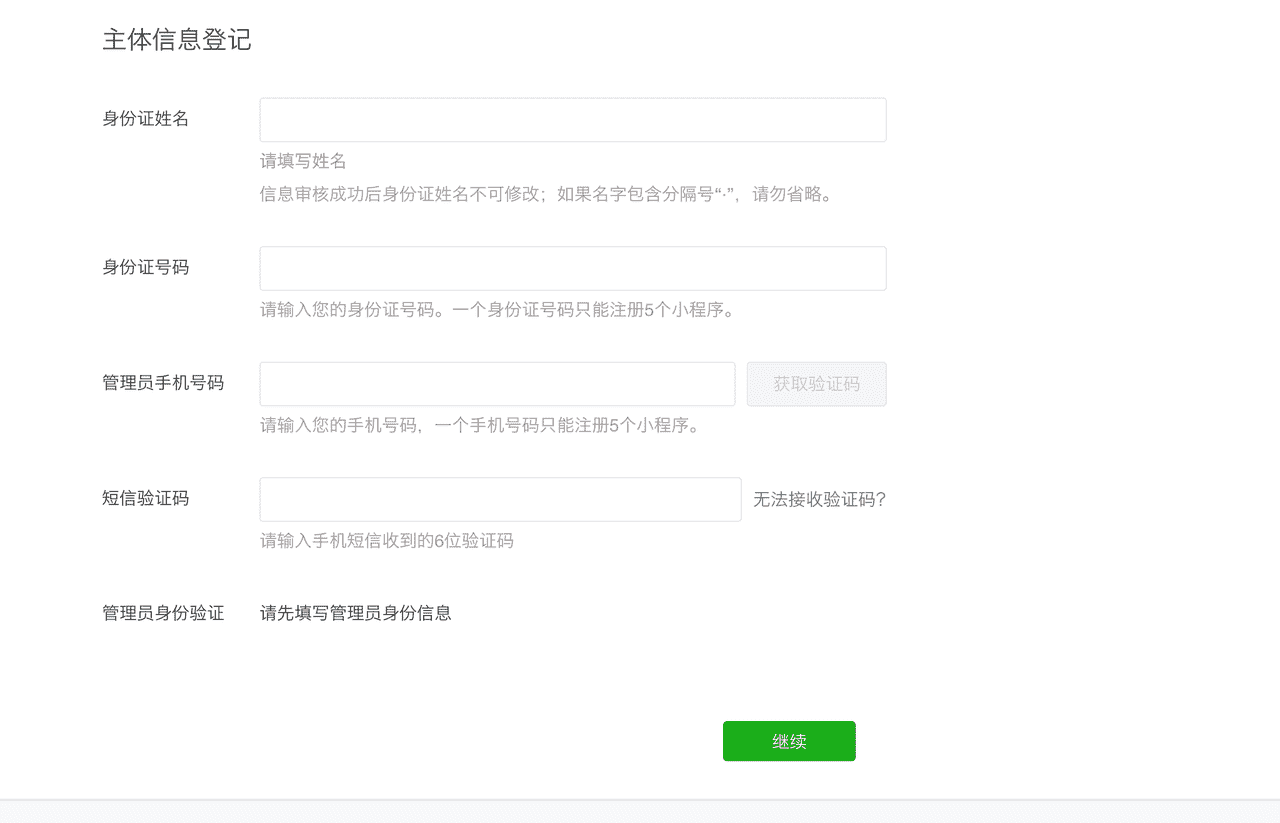 主体信息登记
身份证姓名
请填写姓名
信息审核成功后身份证姓名不可修改；如果名字包含分隔号“·”，请勿省略。
身份证号码
请输入您的身份证号码。一个身份证号码只能注册5个小程序。
管理员手机号码
获取验证码
请输入您的手机号码，一个手机号码只能注册5个小程序。
短信验证码
无法接收验证码？
请输入手机短信收到的6位验证码
管理员身份验证 请先填写管理员身份信息
继续